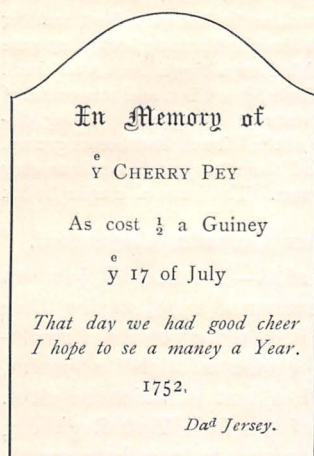 In Memory of
yᵉ CHERRY PEY
As cost ½ a Guiney
yᵉ 17 of July
That day we had good cheer
I hope to se a maney a Year.
1752,
Daᵈ Jersey.